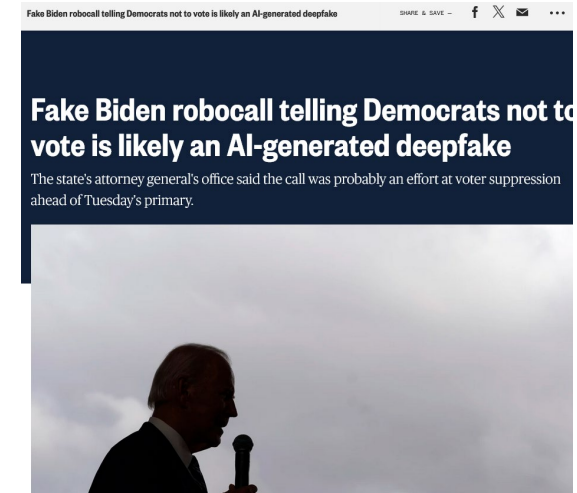 Fake Biden robocall telling Democrats not to vote is likely an AI-generated deepfake
SHARE & SAVE —
Fake Biden robocall telling Democrats not to
vote is likely an AI-generated deepfake
The state's attorney general's office said the call was probably an effort at voter suppression
ahead of Tuesday's primary.